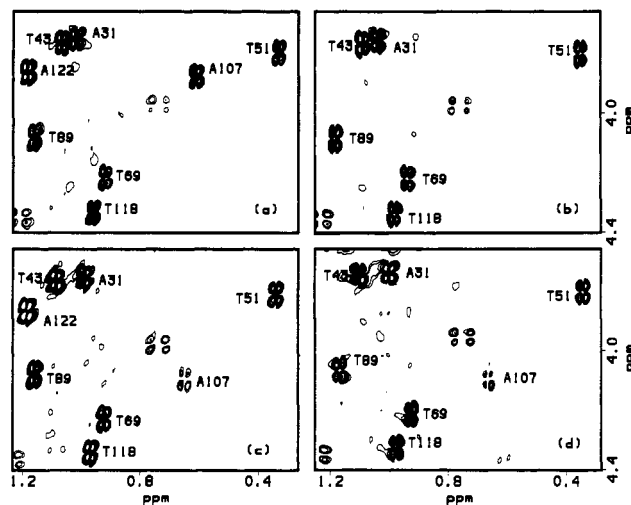 T43 A31 T51
A122 A107
T89
T69
T118 (a)
T43 A31 T51
T89
T69
T118 (b)
4.0
ppm
4.4
T43 A31
A122 T51
T89 A107
T69
T118 (c)
T43 A31
T51
T89 A107
T69
T118 (d)
4.0
ppm
4.4
1.2 0.8 0.4
ppm
1.2 0.8 0.4
ppm